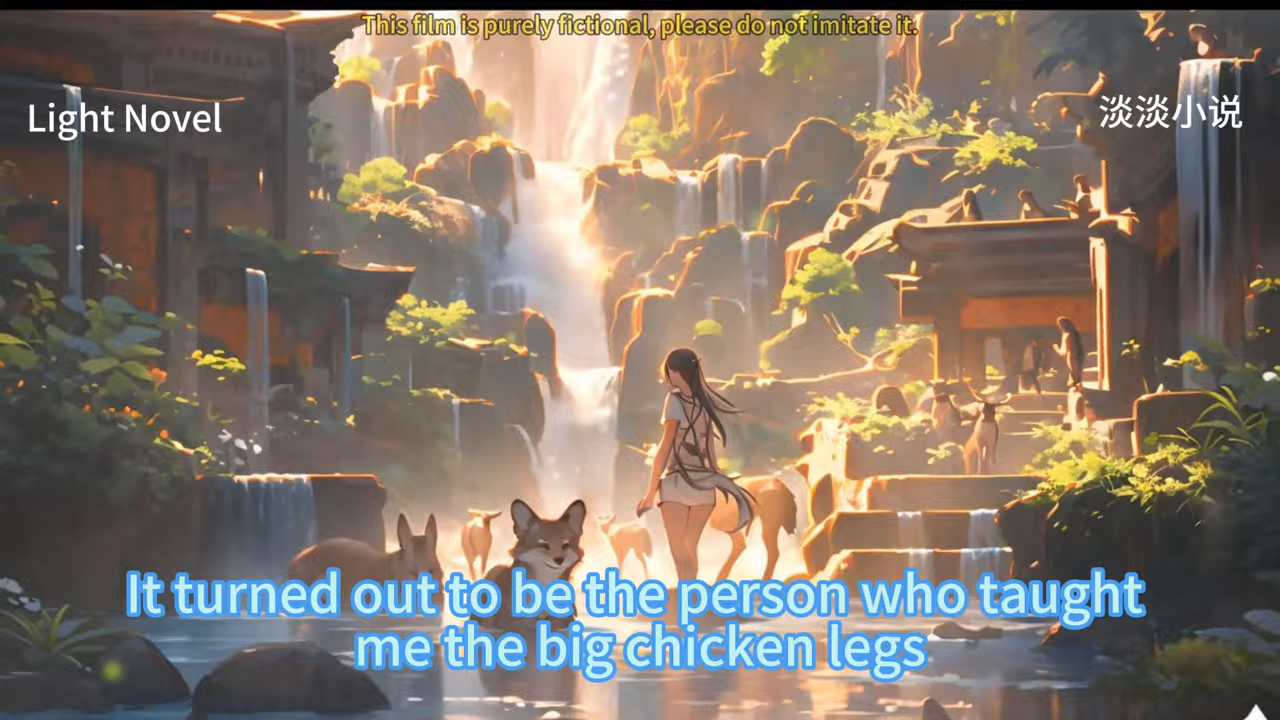 This film is purely fictional, please do not imitate it.
Light Novel
淡淡小说
It turned out to be the person who taught
me the big chicken legs